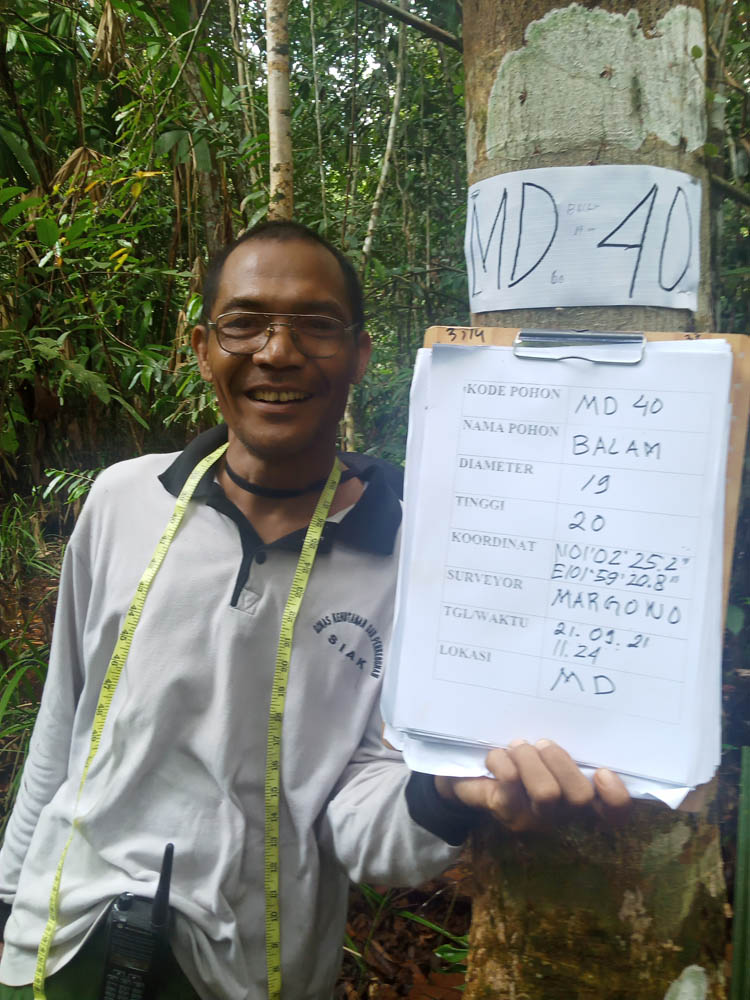 MD 40
KODE POHON MD 40
NAMA POHON BALAM
DIAMETER 19
TINGGI 20
KOORDINAT N01°02'25.2"
E101°59'20.8"
SURVEYOR MARGONO
TGL/WAKTU 21.09.21
11.24
LOKASI MD
DINAS KEHUTANAN DAN PERKEBUNAN
SIAK